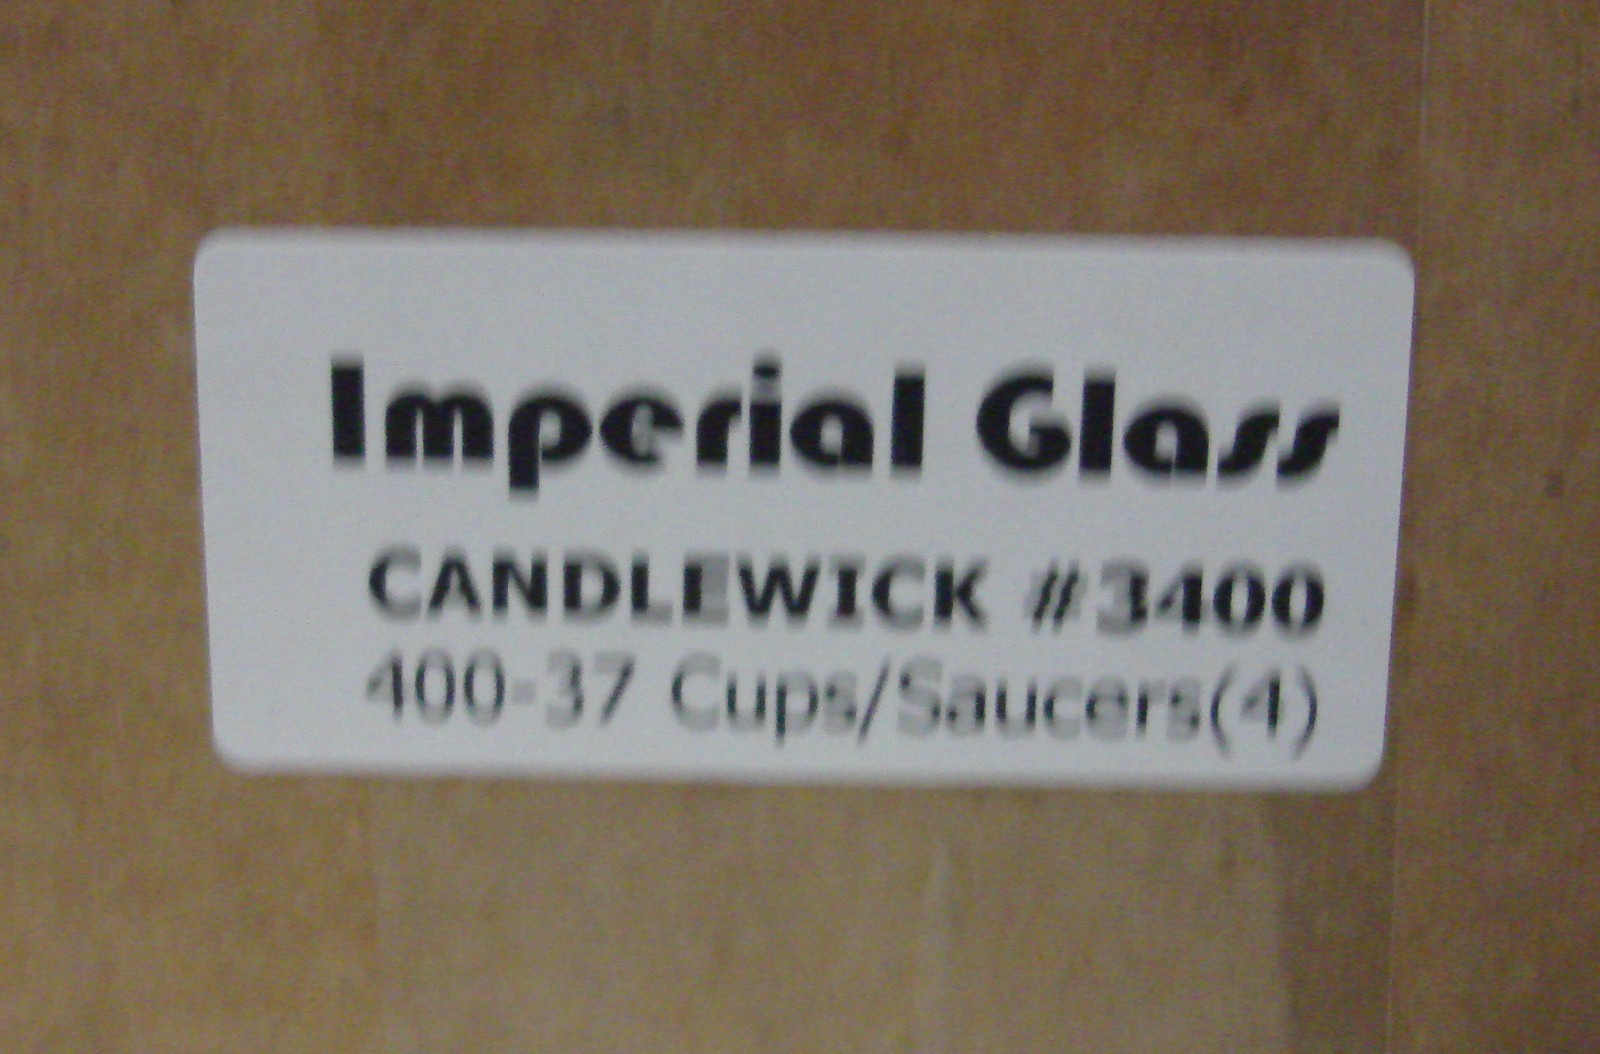 Imperial Glass
CANDLEWICK #3400
400-37 Cups/Saucers(4)